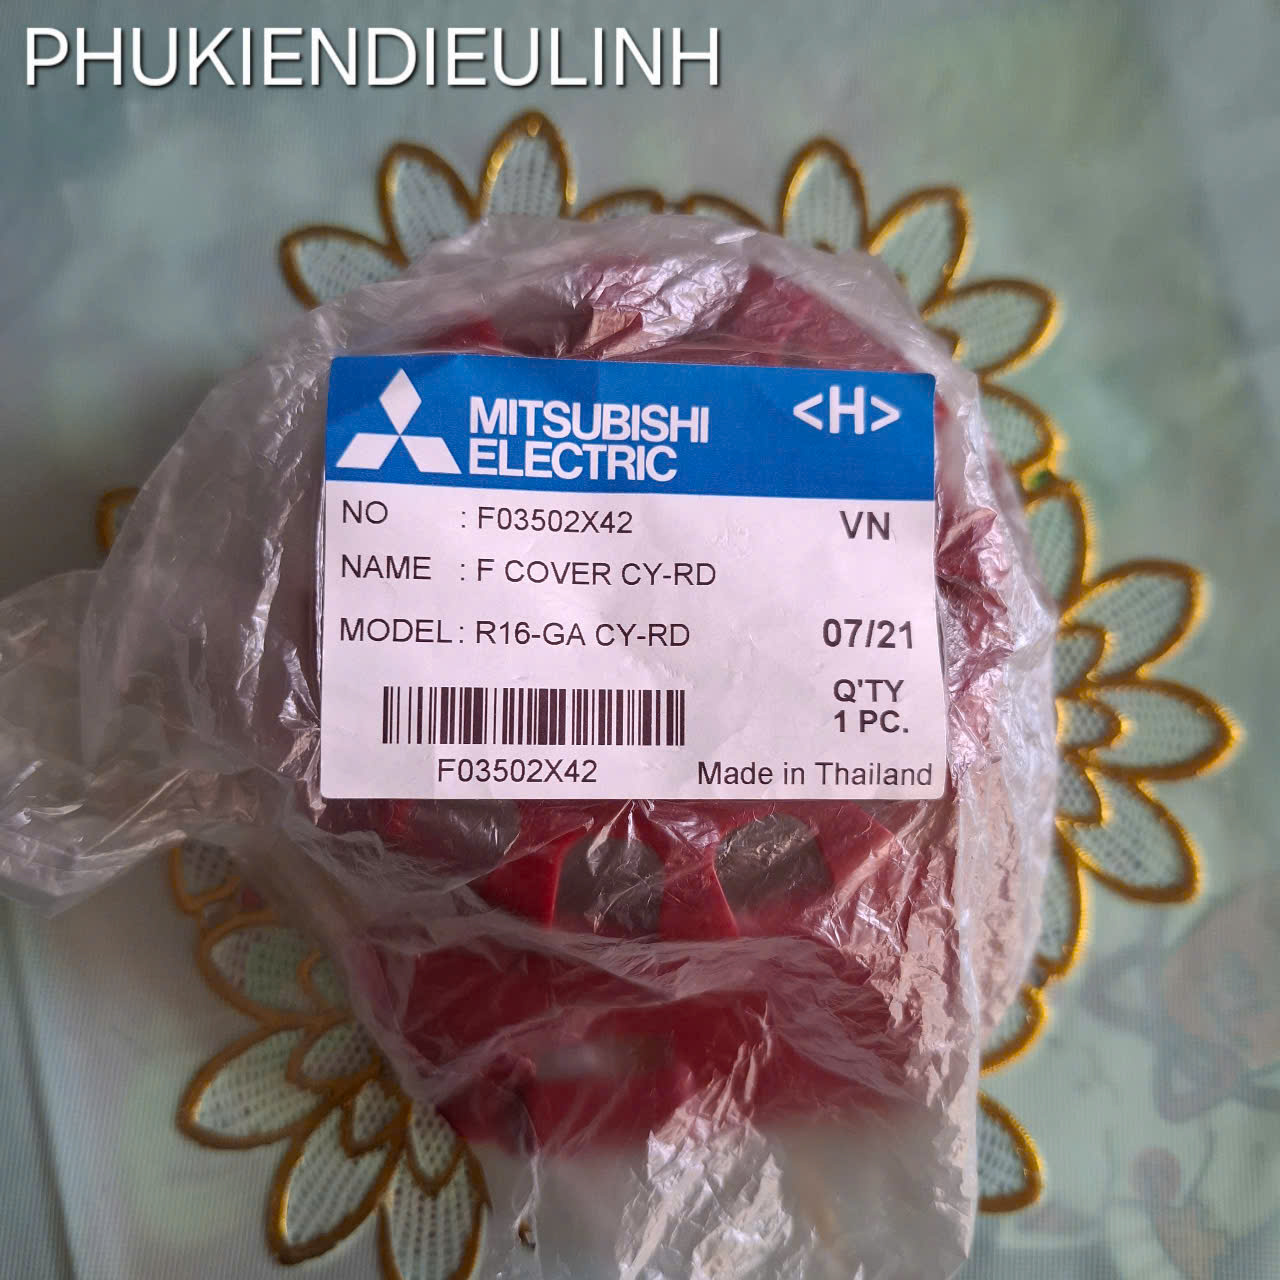 PHUKIENDIEULINH
MITSUBISHI
ELECTRIC
<H>
NO : F03502X42
VN
NAME : F COVER CY-RD
MODEL : R16-GA CY-RD
07/21
Q'TY
1 PC.
F03502X42
Made in Thailand